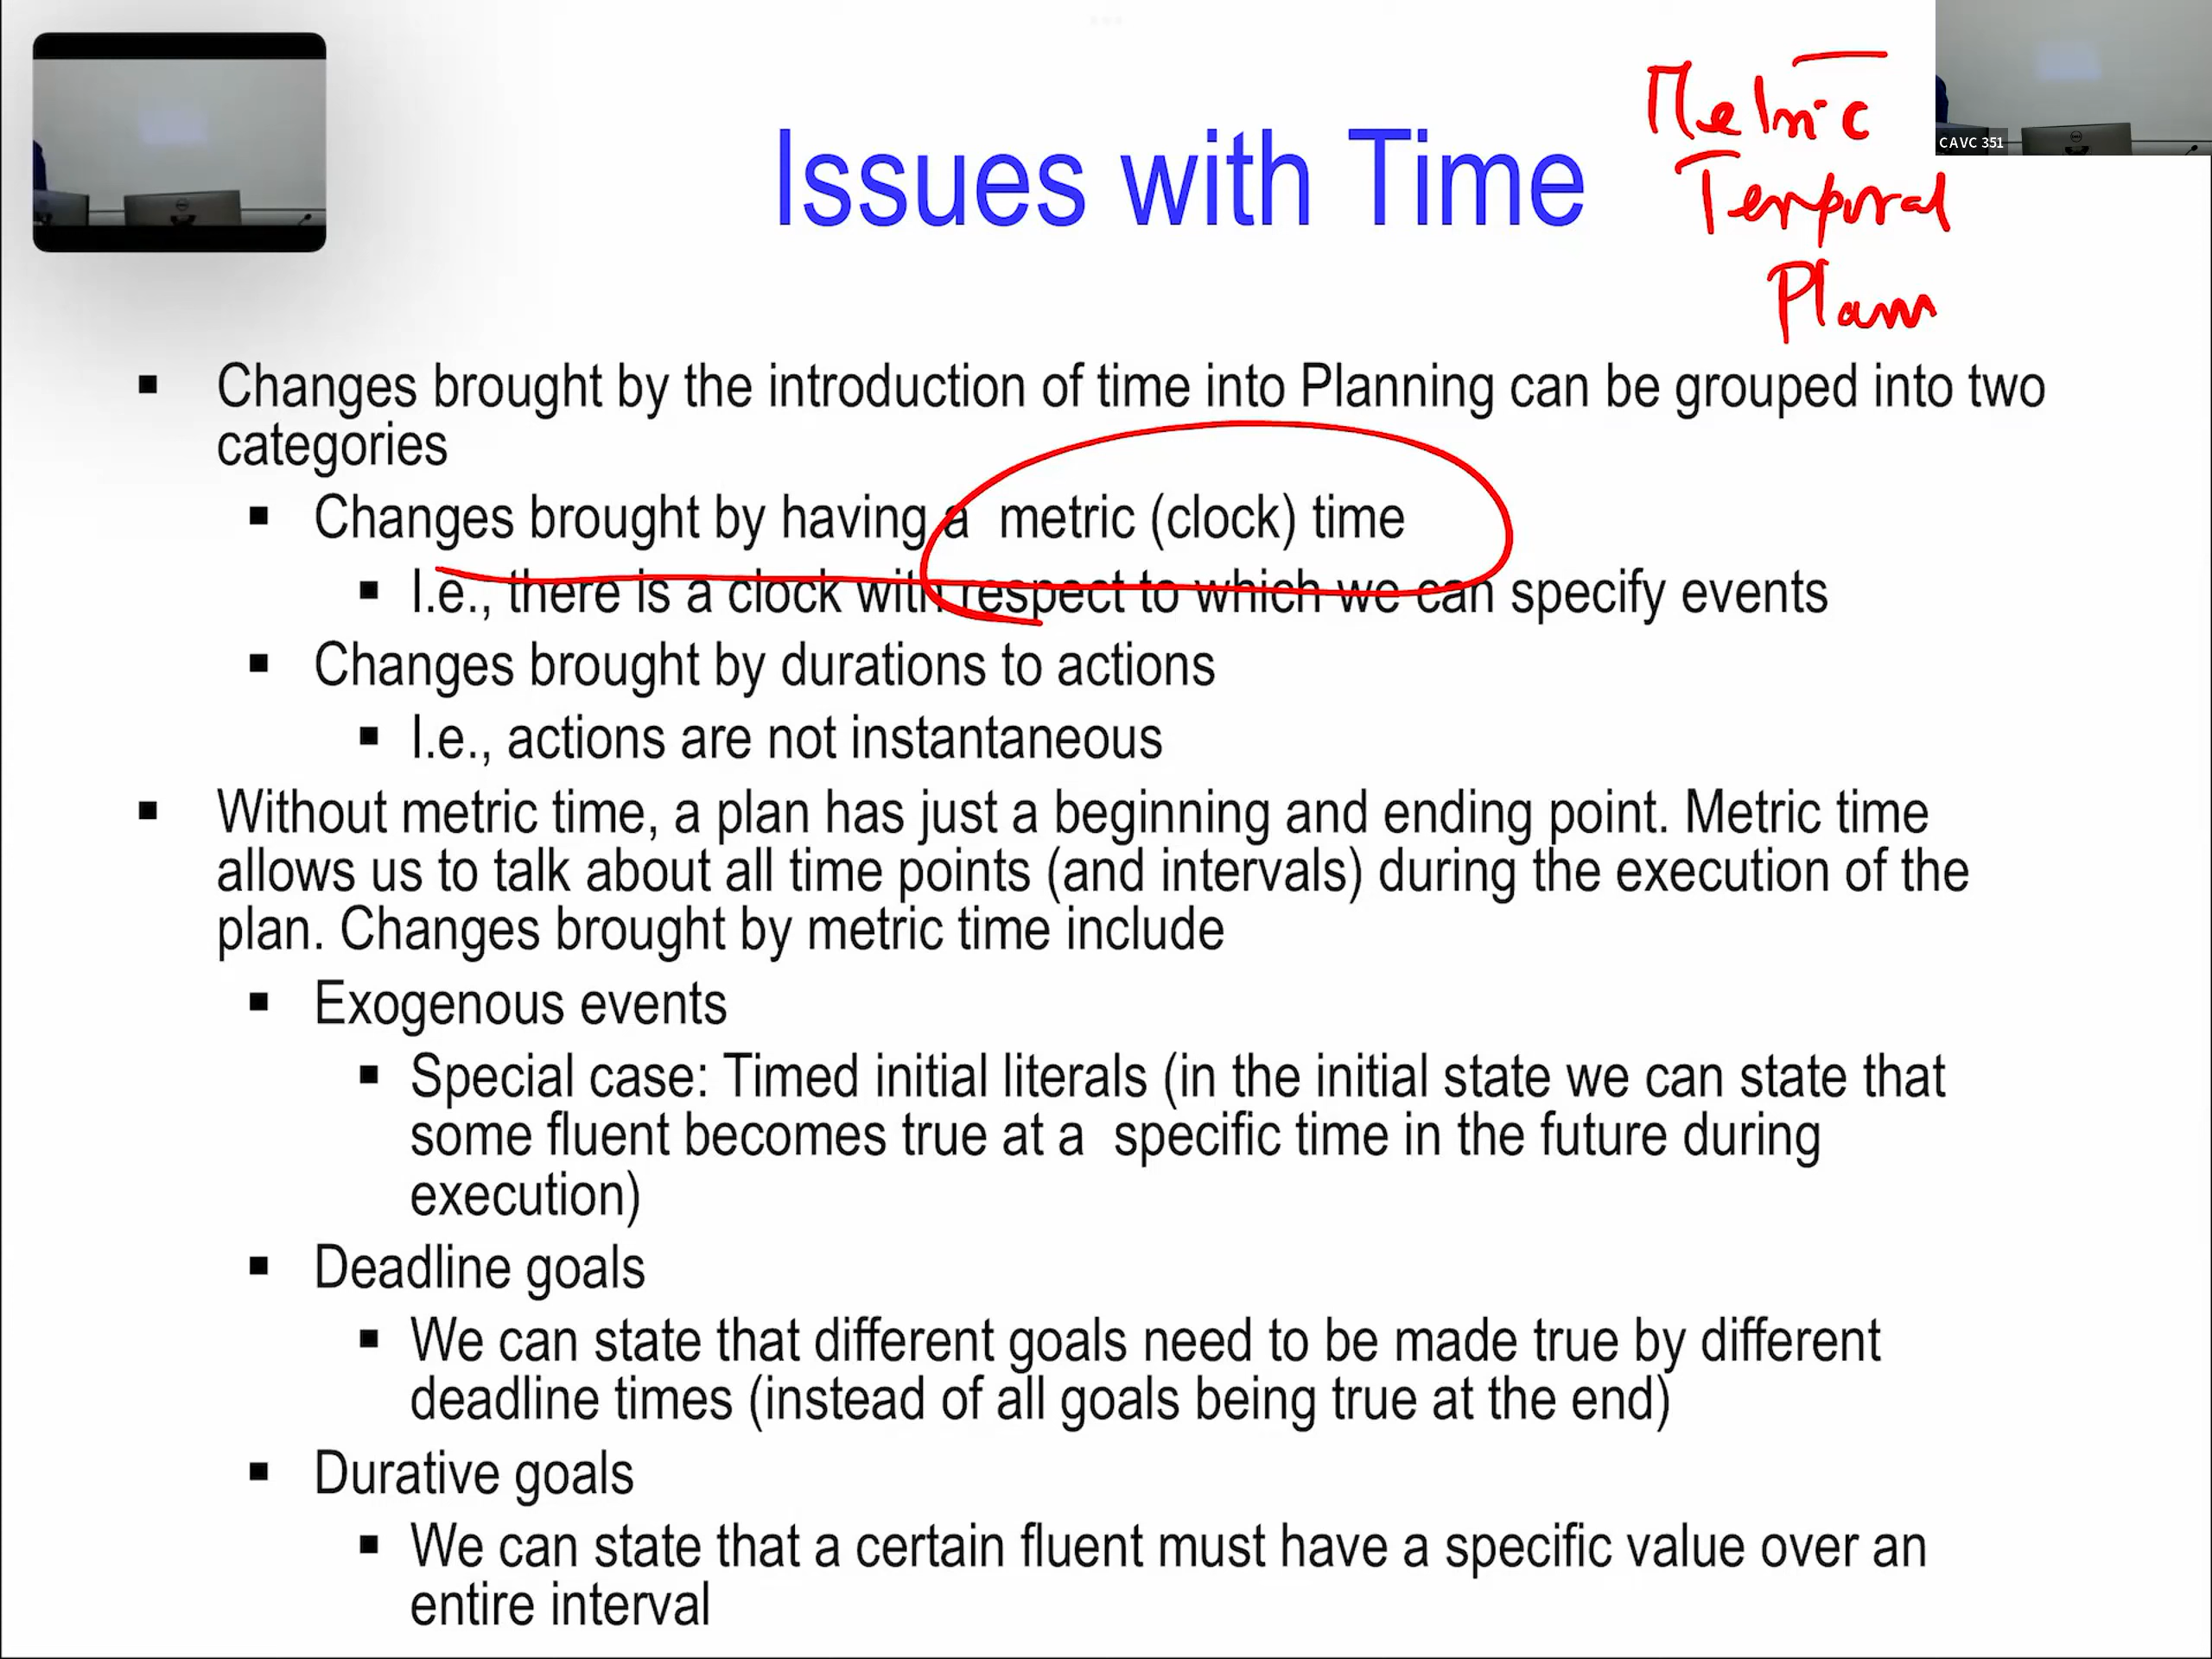 Metric
Temporal
Plann
CAVC 351
Issues with Time
▪ Changes brought by the introduction of time into Planning can be grouped into two
categories
▪ Changes brought by having a metric (clock) time
▪ I.e., there is a clock with respect to which we can specify events
▪ Changes brought by durations to actions
▪ I.e., actions are not instantaneous
▪ Without metric time, a plan has just a beginning and ending point. Metric time
allows us to talk about all time points (and intervals) during the execution of the
plan. Changes brought by metric time include
▪ Exogenous events
▪ Special case: Timed initial literals (in the initial state we can state that
some fluent becomes true at a specific time in the future during
execution)
▪ Deadline goals
▪ We can state that different goals need to be made true by different
deadline times (instead of all goals being true at the end)
▪ Durative goals
▪ We can state that a certain fluent must have a specific value over an
entire interval